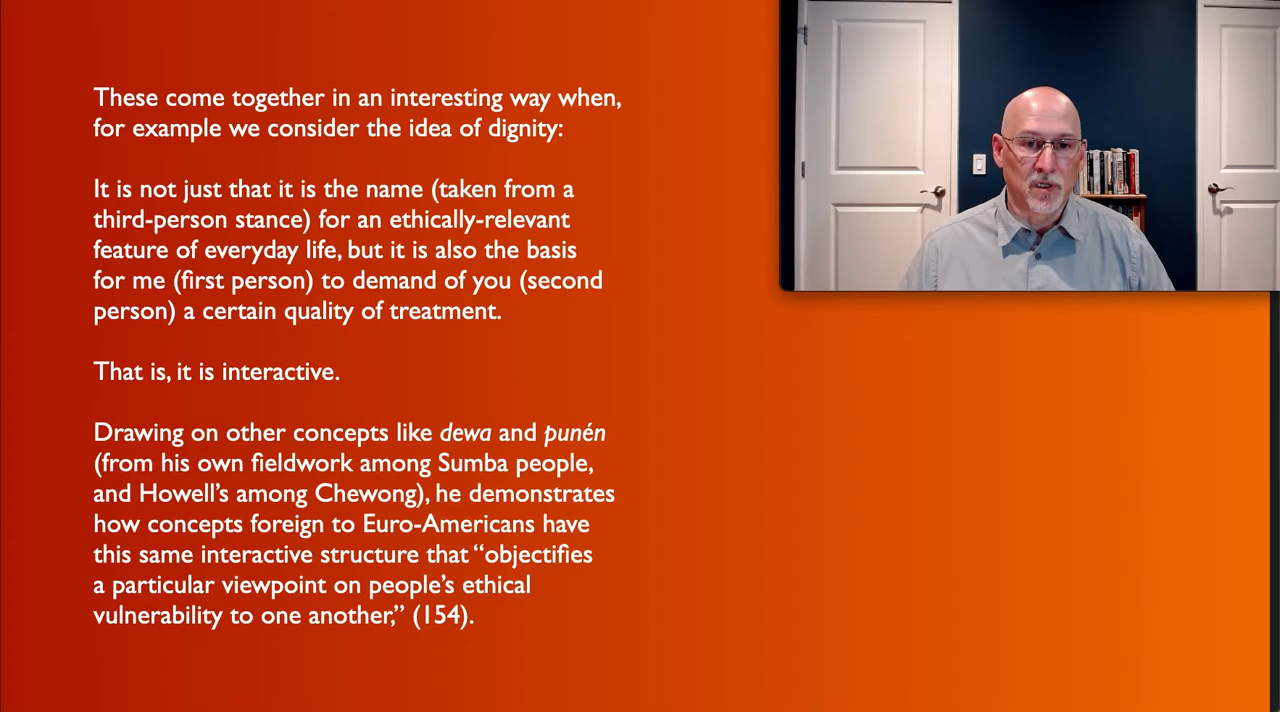 These come together in an interesting way when,
for example we consider the idea of dignity:
It is not just that it is the name (taken from a
third-person stance) for an ethically-relevant
feature of everyday life, but it is also the basis
for me (first person) to demand of you (second
person) a certain quality of treatment.
That is, it is interactive.
Drawing on other concepts like dewa and punén
(from his own fieldwork among Sumba people,
and Howell’s among Chewong), he demonstrates
how concepts foreign to Euro-Americans have
this same interactive structure that “objectifies
a particular viewpoint on people’s ethical
vulnerability to one another,” (154).